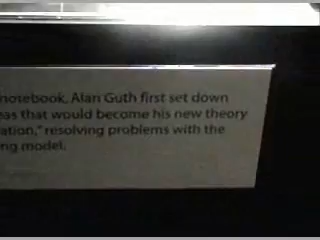 notebook, Alan Guth first set down
eas that would become his new theory
ation," resolving problems with the
ng model.